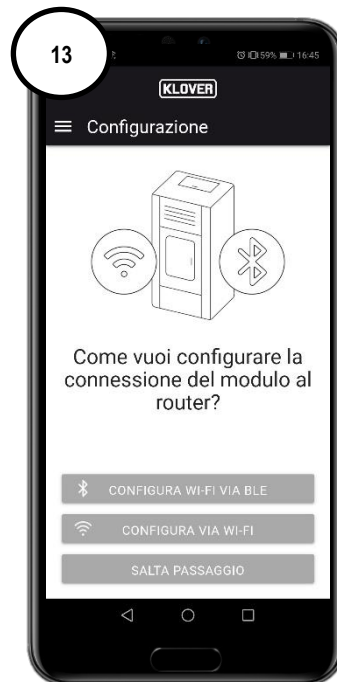 13
59% 16:45
KLOVER
Configurazione
Come vuoi configurare la
connessione del modulo al
router?
CONFIGURA WI-FI VIA BLE
CONFIGURA VIA WI-FI
SALTA PASSAGGIO